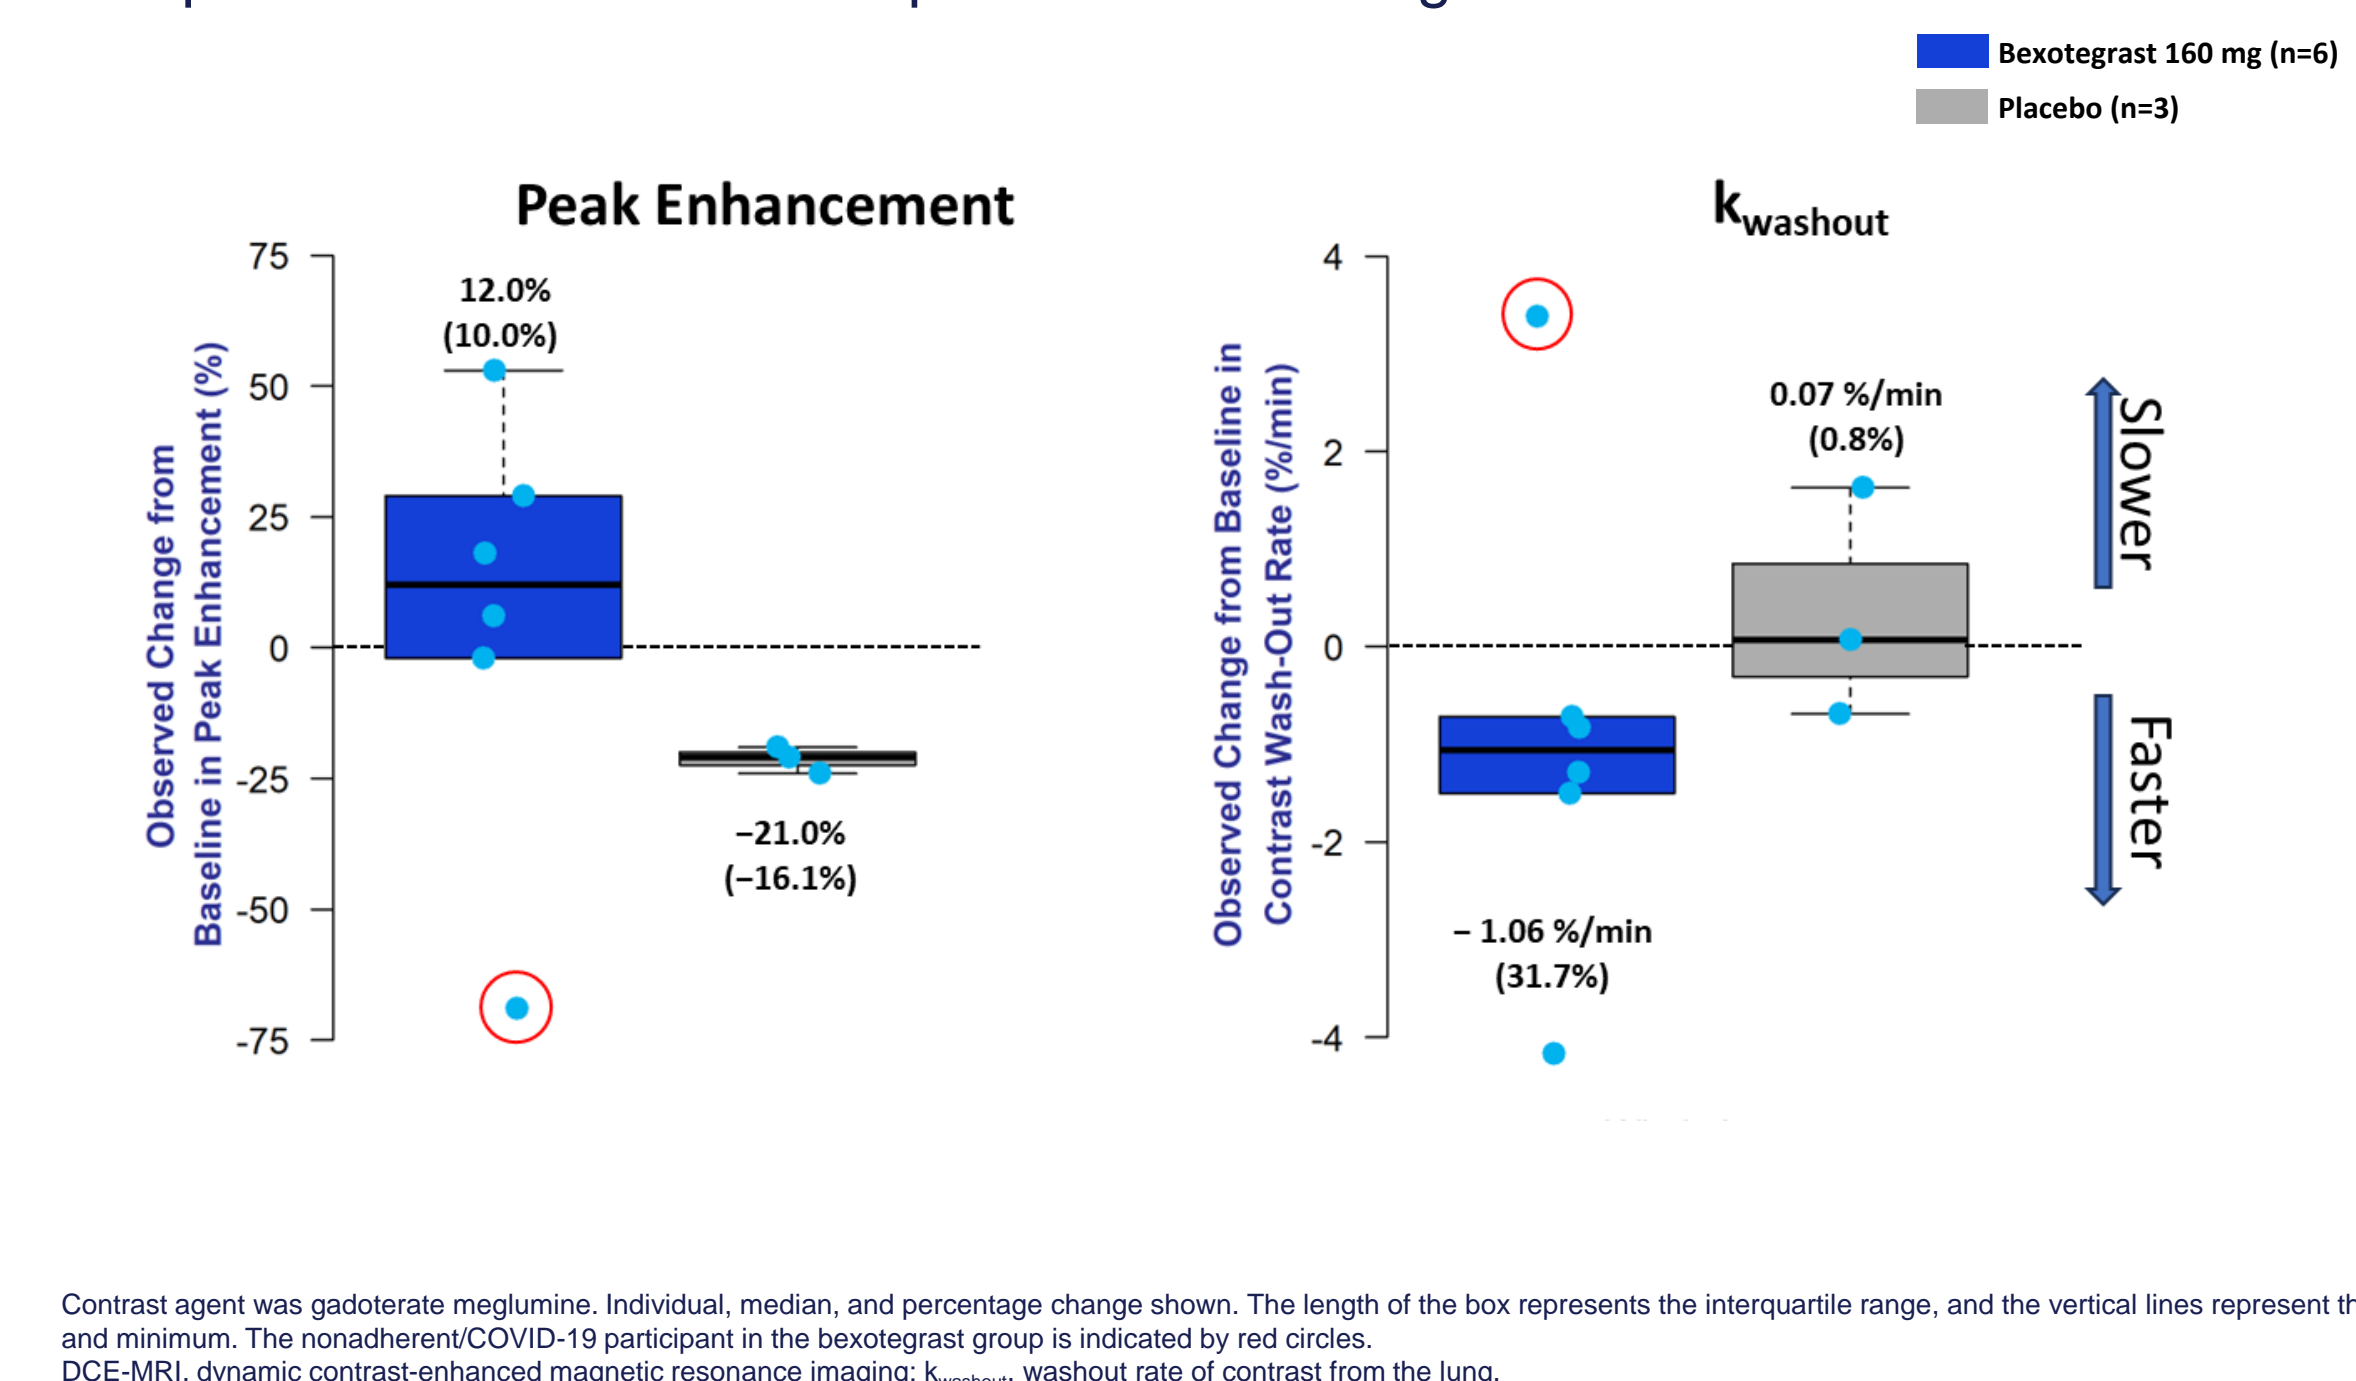 Bexotegrast 160 mg (n=6)
Placebo (n=3)
Peak Enhancement
75
50
25
0
-25
-50
-75
Observed Change from
Baseline in Peak Enhancement (%)
12.0%
(10.0%)
−21.0%
(−16.1%)
kwashout
4
2
0
-2
-4
Observed Change from Baseline in
Contrast Wash-Out Rate (%/min)
0.07 %/min
(0.8%)
− 1.06 %/min
(31.7%)
Slower
Faster
Contrast agent was gadoterate meglumine. Individual, median, and percentage change shown. The length of the box represents the interquartile range, and the vertical lines represent
and minimum. The nonadherent/COVID-19 participant in the bexotegrast group is indicated by red circles.
DCE-MRI, dynamic contrast-enhanced magnetic resonance imaging; kwashout, washout rate of contrast from the lung.